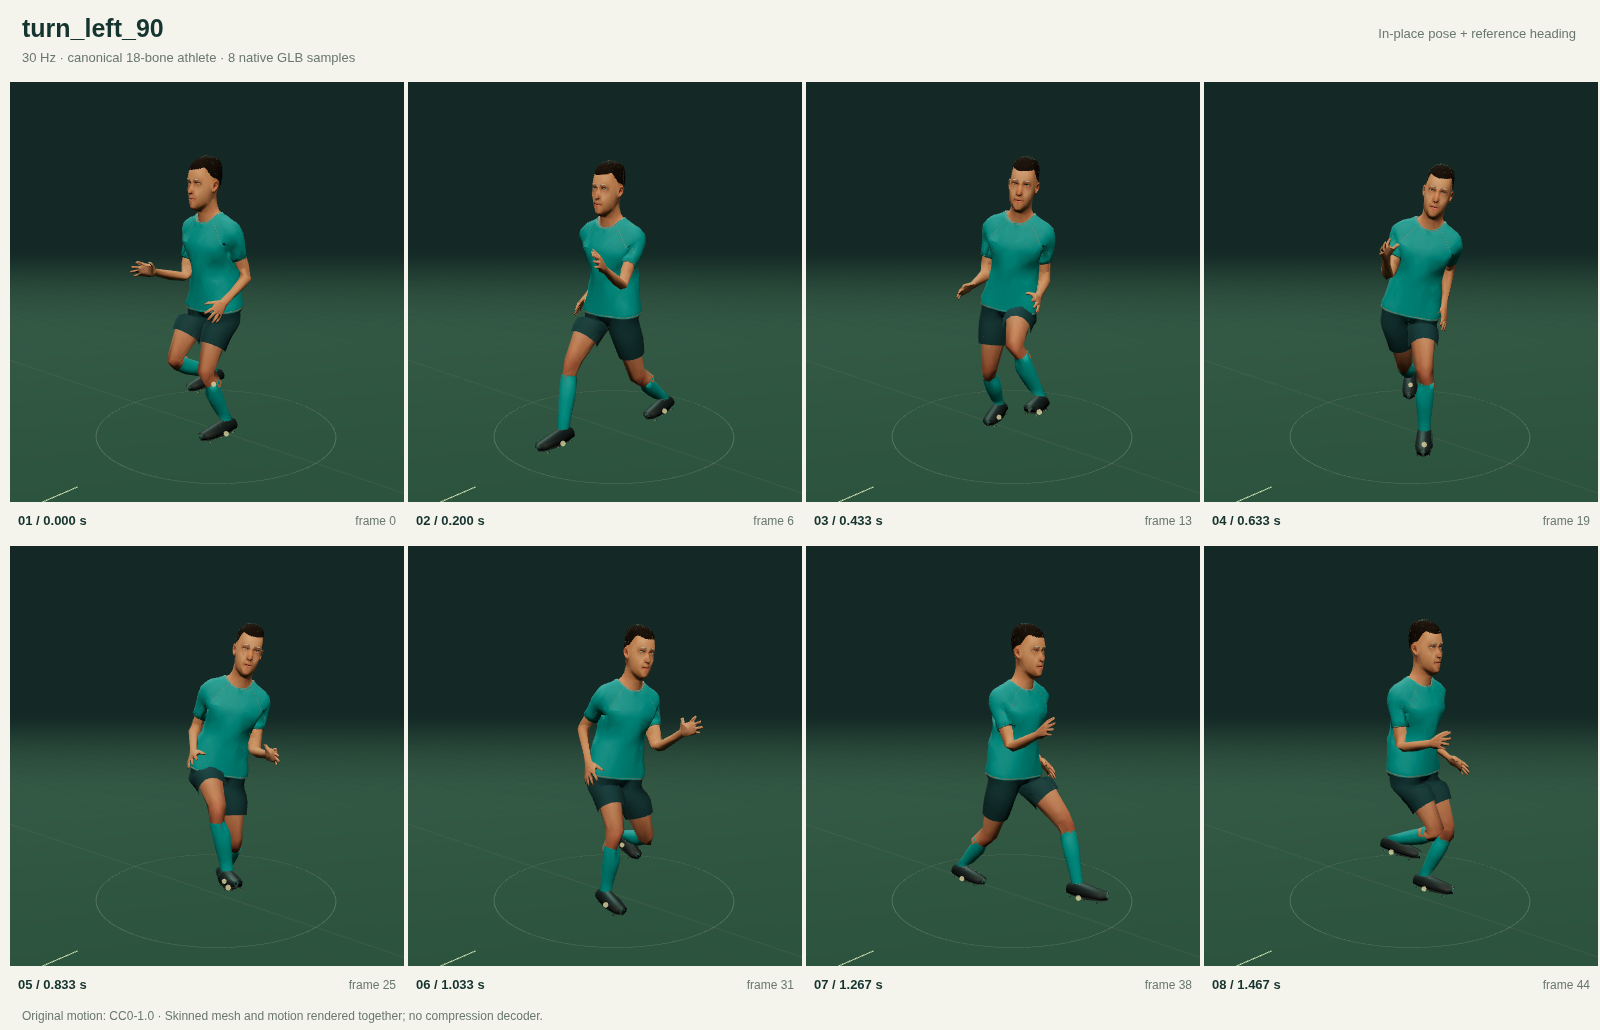 turn_left_90
In-place pose + reference heading
30 Hz · canonical 18-bone athlete · 8 native GLB samples
01 / 0.000 s frame 0
02 / 0.200 s frame 6
03 / 0.433 s frame 13
04 / 0.633 s frame 19
05 / 0.833 s frame 25
06 / 1.033 s frame 31
07 / 1.267 s frame 38
08 / 1.467 s frame 44
Original motion: CC0-1.0 · Skinned mesh and motion rendered together; no compression decoder.